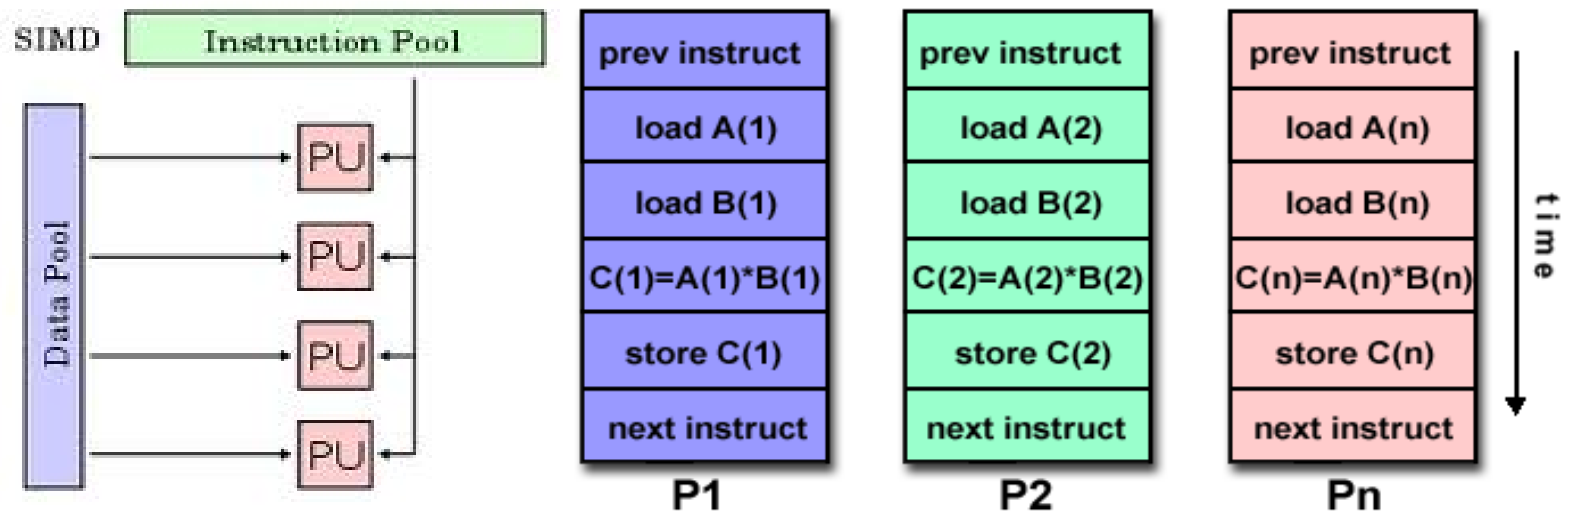 SIMD
Instruction Pool
Data Pool
PU
PU
PU
PU
prev instruct
load A(1)
load B(1)
C(1)=A(1)*B(1)
store C(1)
next instruct
P1
prev instruct
load A(2)
load B(2)
C(2)=A(2)*B(2)
store C(2)
next instruct
P2
prev instruct
load A(n)
load B(n)
C(n)=A(n)*B(n)
store C(n)
next instruct
Pn
time